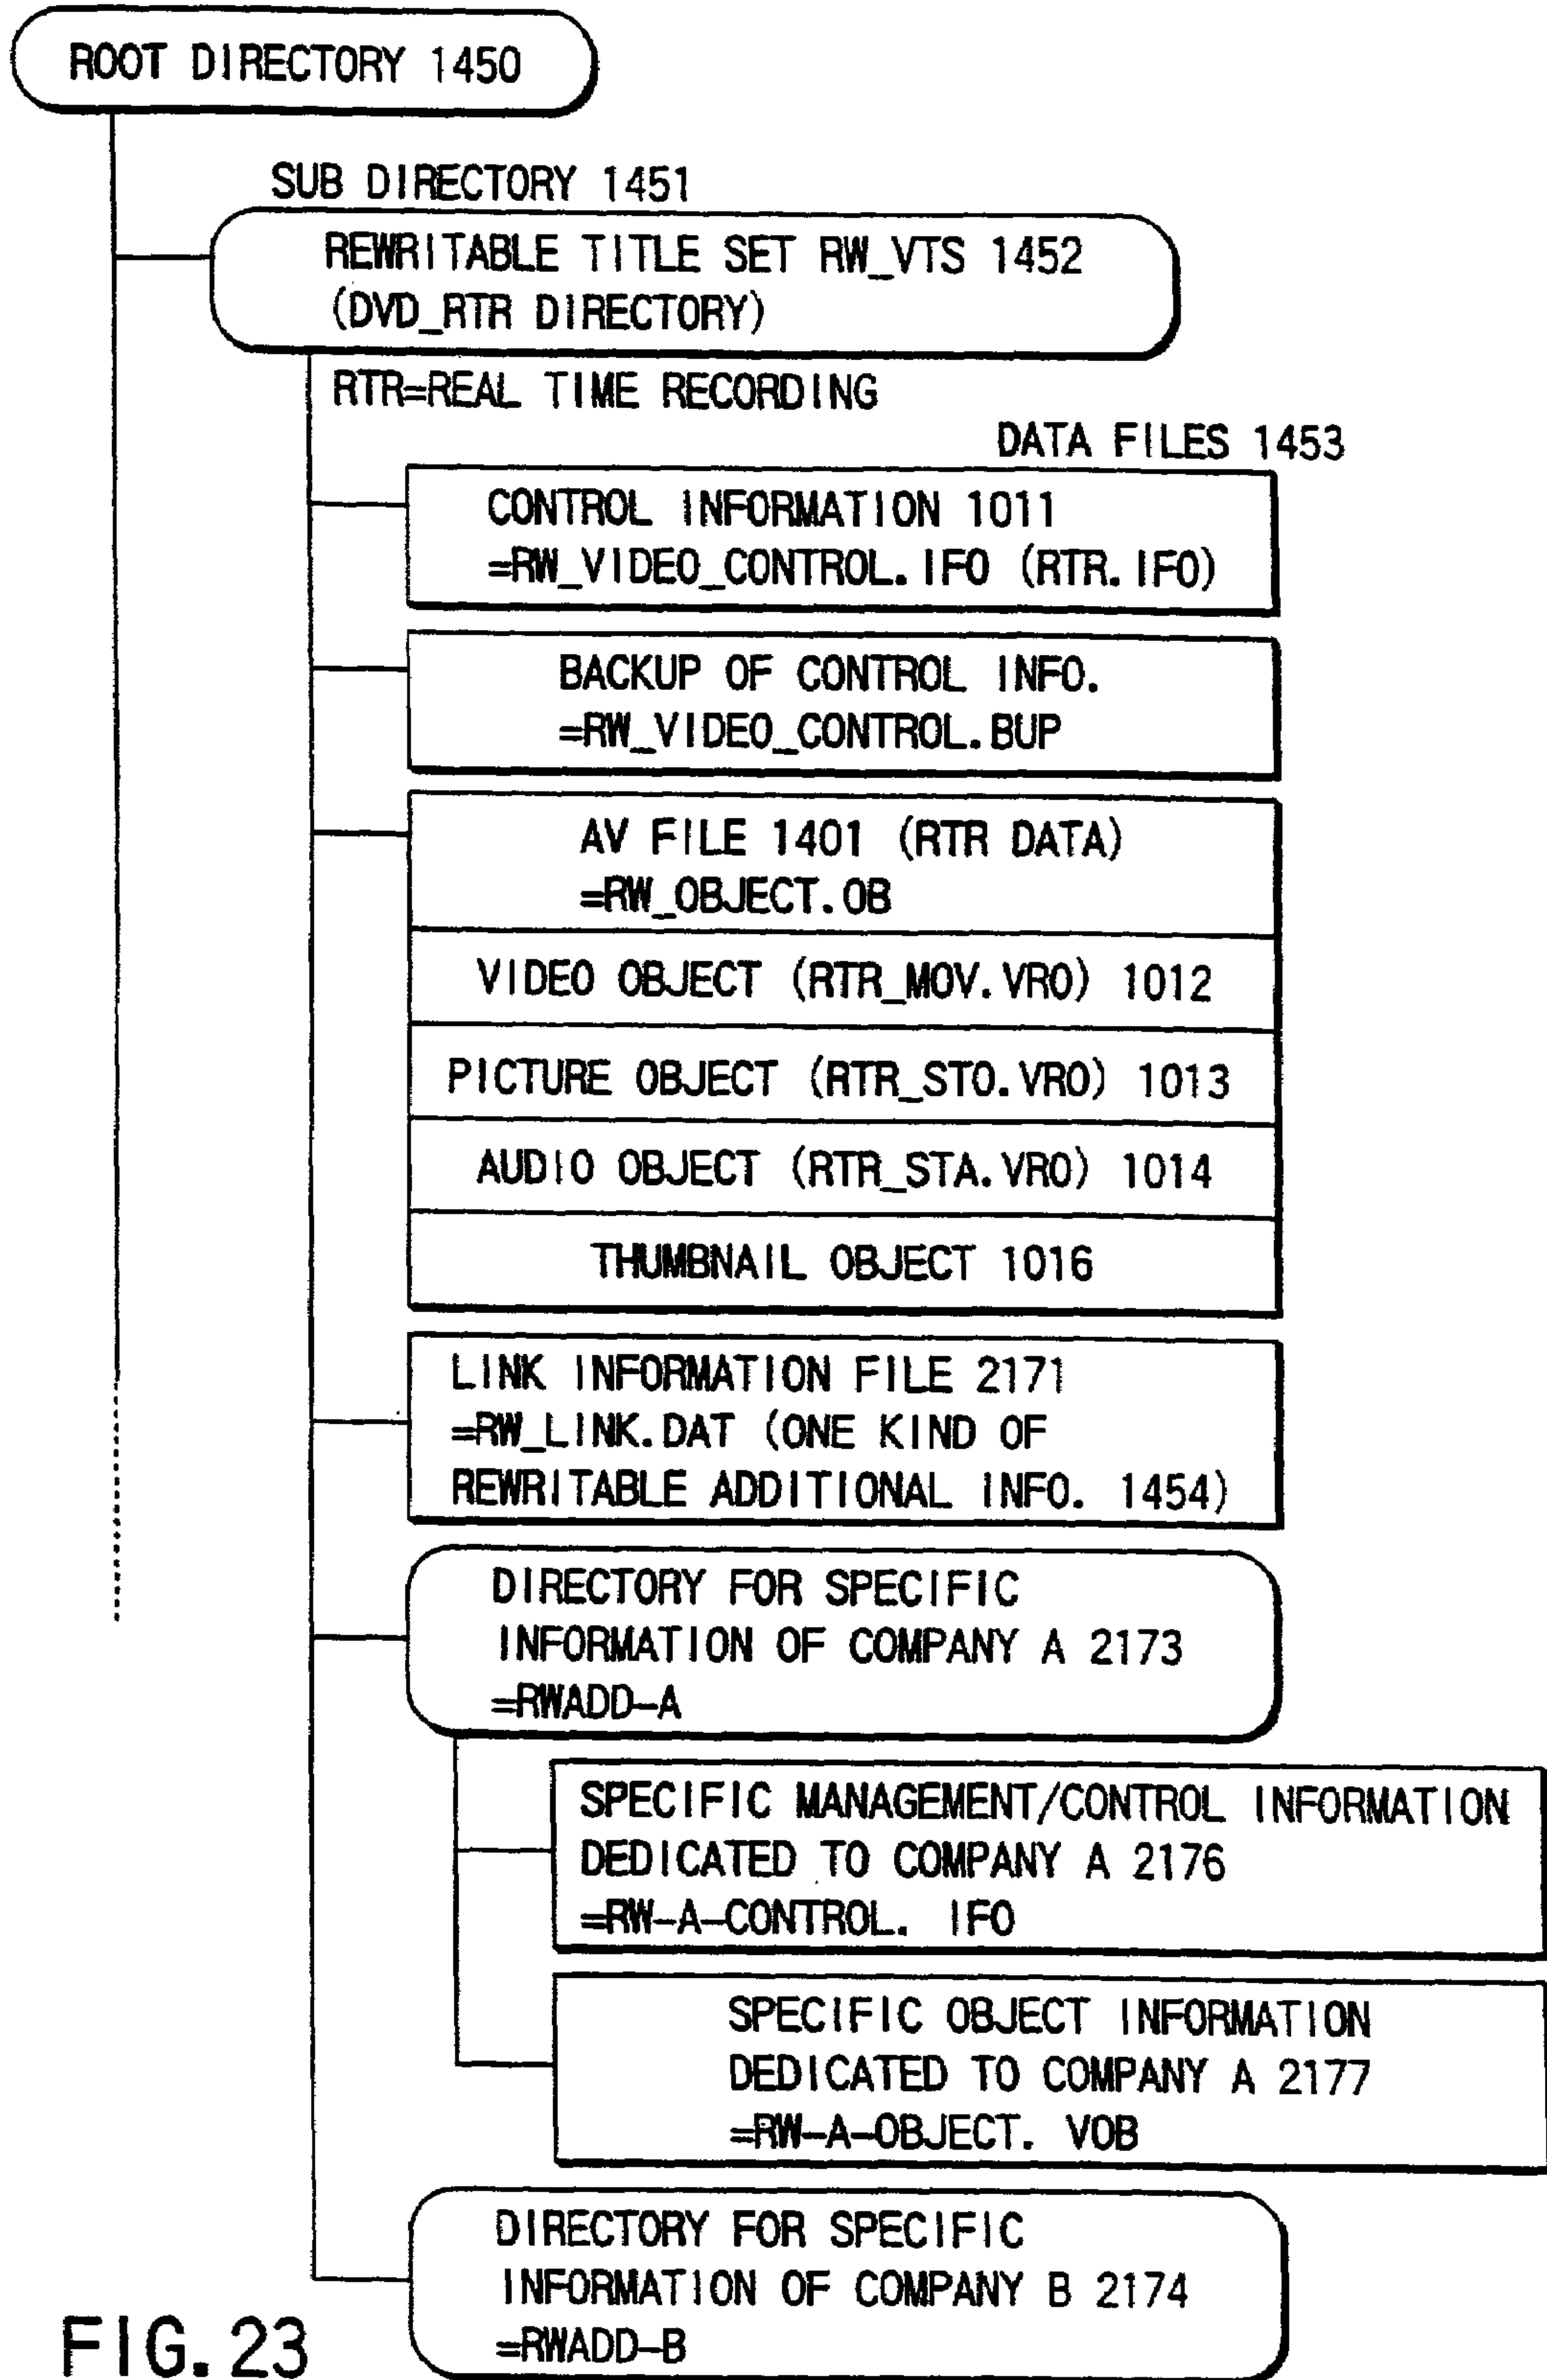 ROOT DIRECTORY 1450
SUB DIRECTORY 1451
REWRITABLE TITLE SET RW_VTS 1452
(DVD_RTR DIRECTORY)
RTR=REAL TIME RECORDING
DATA FILES 1453
CONTROL INFORMATION 1011
=RW_VIDEO_CONTROL.IFO (RTR.IFO)
BACKUP OF CONTROL INFO.
=RW_VIDEO_CONTROL.BUP
AV FILE 1401 (RTR DATA)
=RW_OBJECT.OB
VIDEO OBJECT (RTR_MOV.VRO) 1012
PICTURE OBJECT (RTR_STO.VRO) 1013
AUDIO OBJECT (RTR_STA.VRO) 1014
THUMBNAIL OBJECT 1016
LINK INFORMATION FILE 2171
=RW_LINK.DAT (ONE KIND OF
REWRITABLE ADDITIONAL INFO. 1454)
DIRECTORY FOR SPECIFIC
INFORMATION OF COMPANY A 2173
=RWADD-A
SPECIFIC MANAGEMENT/CONTROL INFORMATION
DEDICATED TO COMPANY A 2176
=RW-A-CONTROL. IFO
SPECIFIC OBJECT INFORMATION
DEDICATED TO COMPANY A 2177
=RW-A-OBJECT. VOB
DIRECTORY FOR SPECIFIC
INFORMATION OF COMPANY B 2174
=RWADD-B
FIG. 23